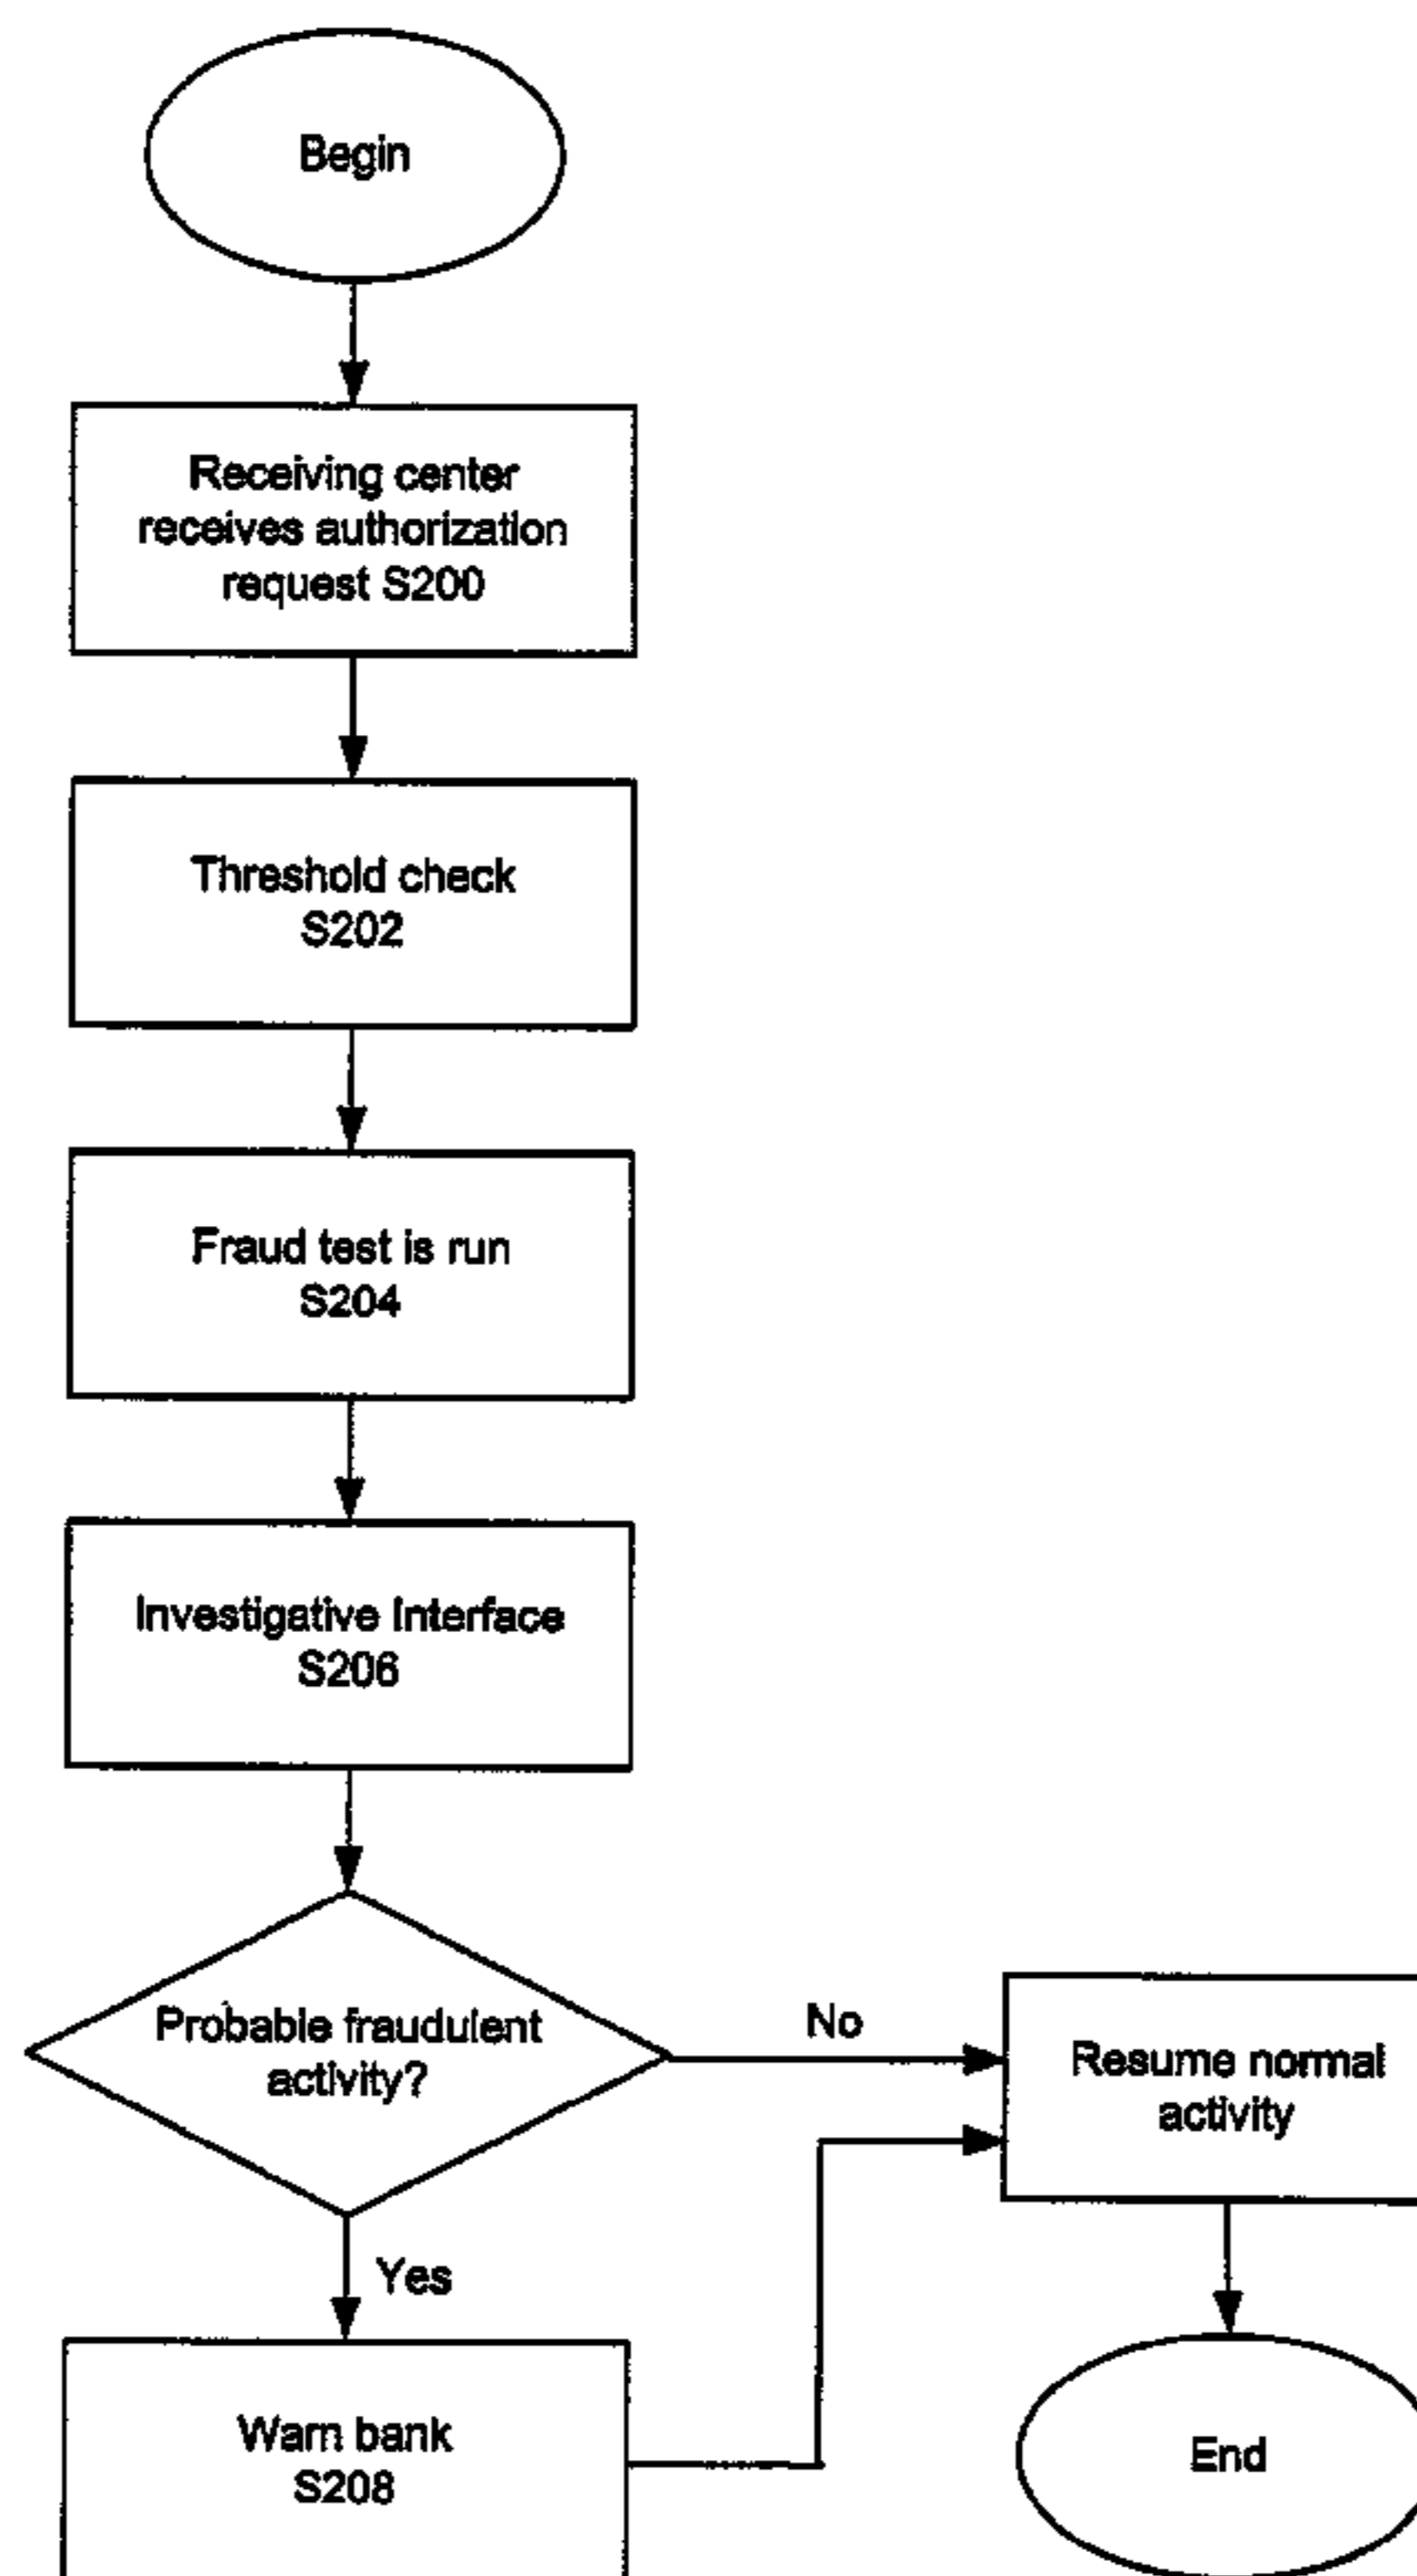 Begin
Receiving center
receives authorization
request S200
Threshold check
S202
Fraud test is run
S204
Investigative Interface
S206
Probable fraudulent
activity?
No
Resume normal
activity
Yes
Warn bank
S208
End